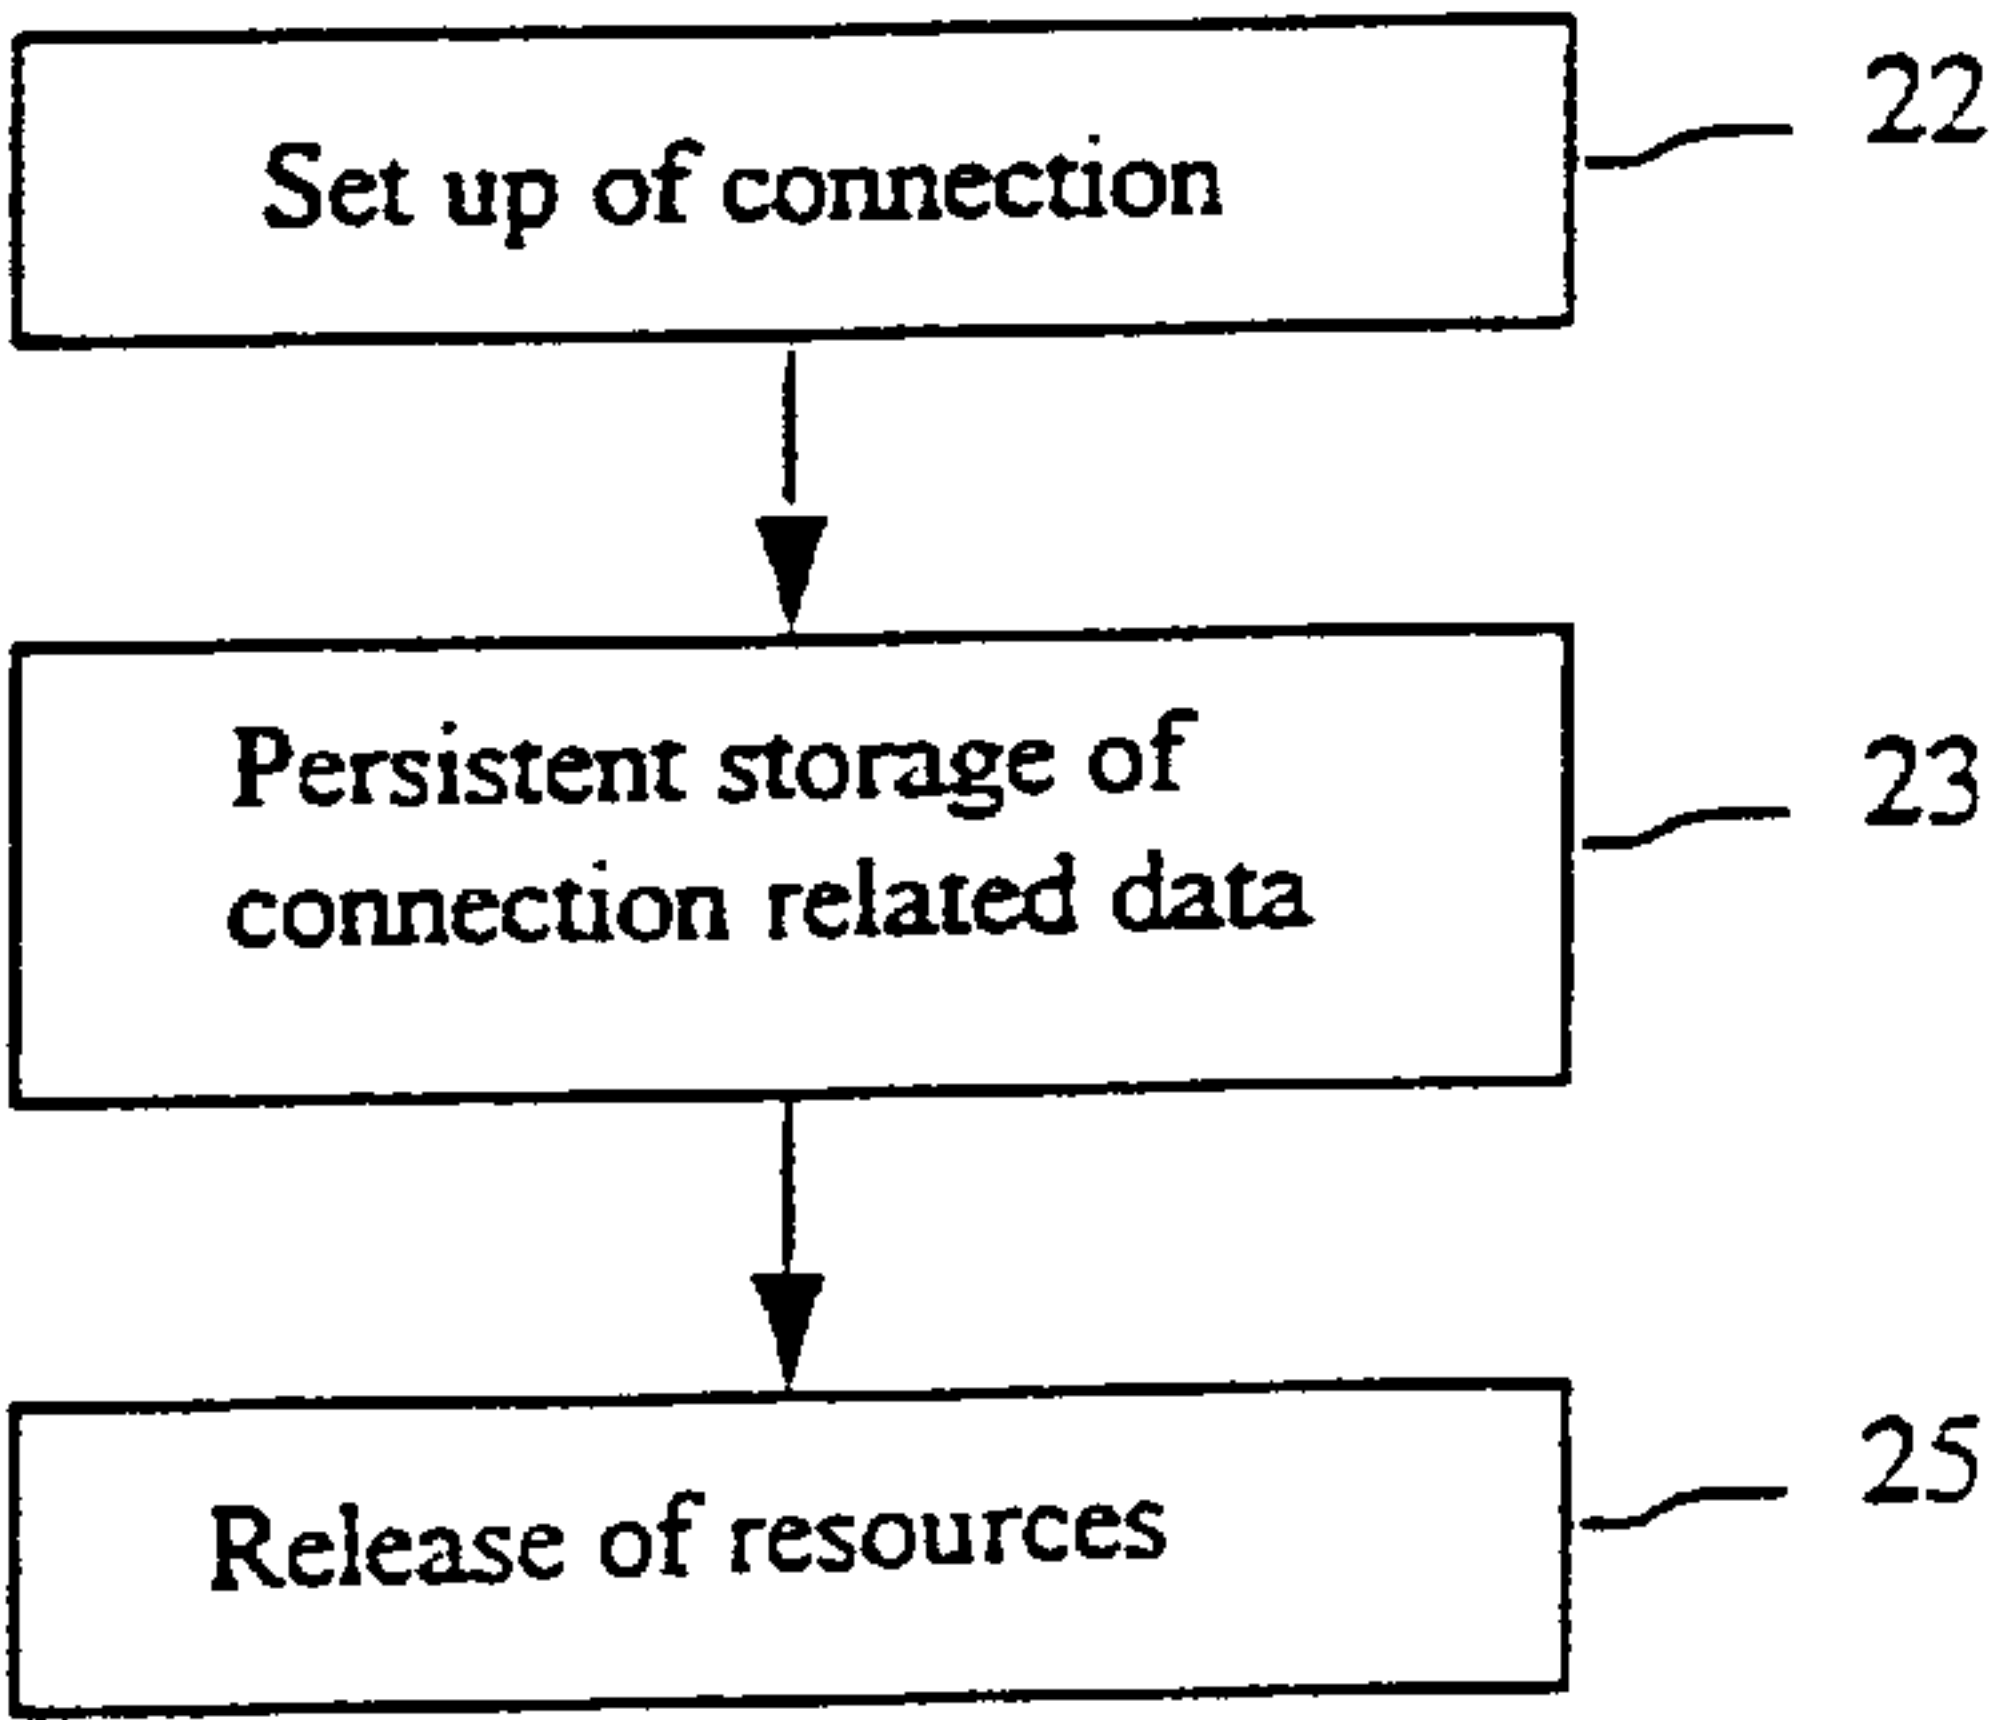 Set up of connection
22
Persistent storage of
connection related data
23
Release of resources
25